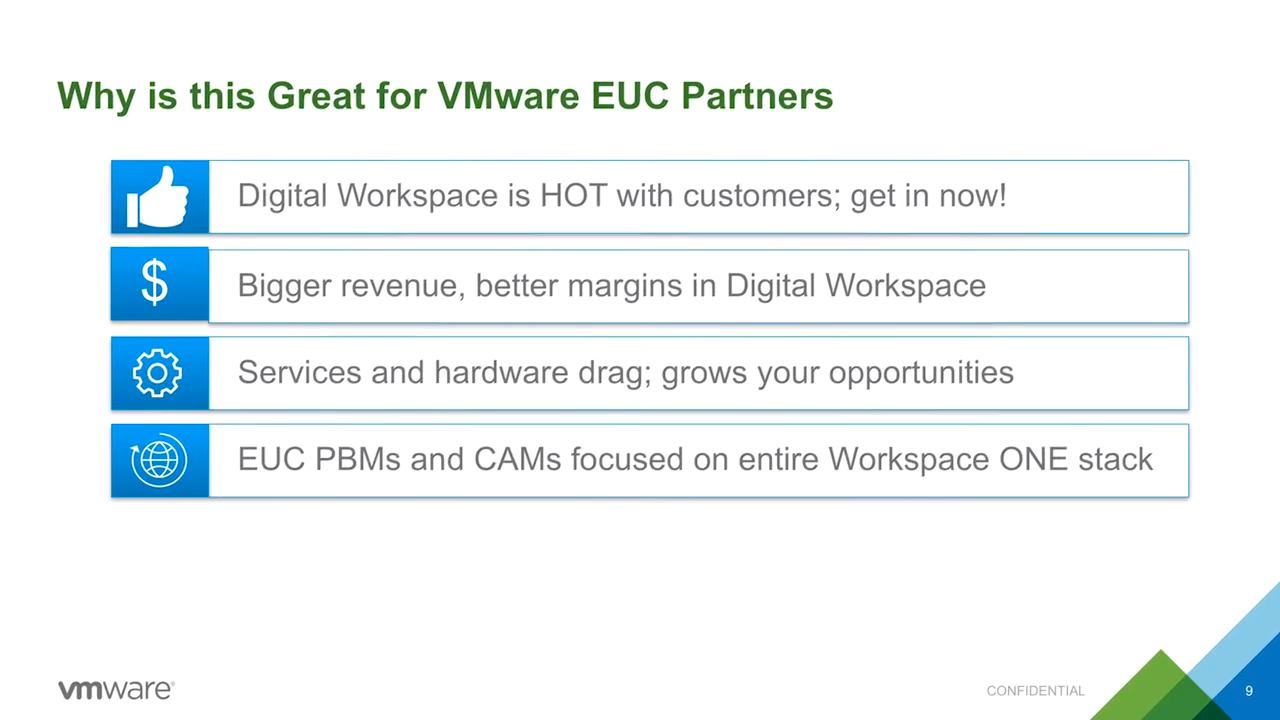 Why is this Great for VMware EUC Partners
Digital Workspace is HOT with customers; get in now!
$
Bigger revenue, better margins in Digital Workspace
Services and hardware drag; grows your opportunities
EUC PBMs and CAMs focused on entire Workspace ONE stack
vmware®
CONFIDENTIAL
9